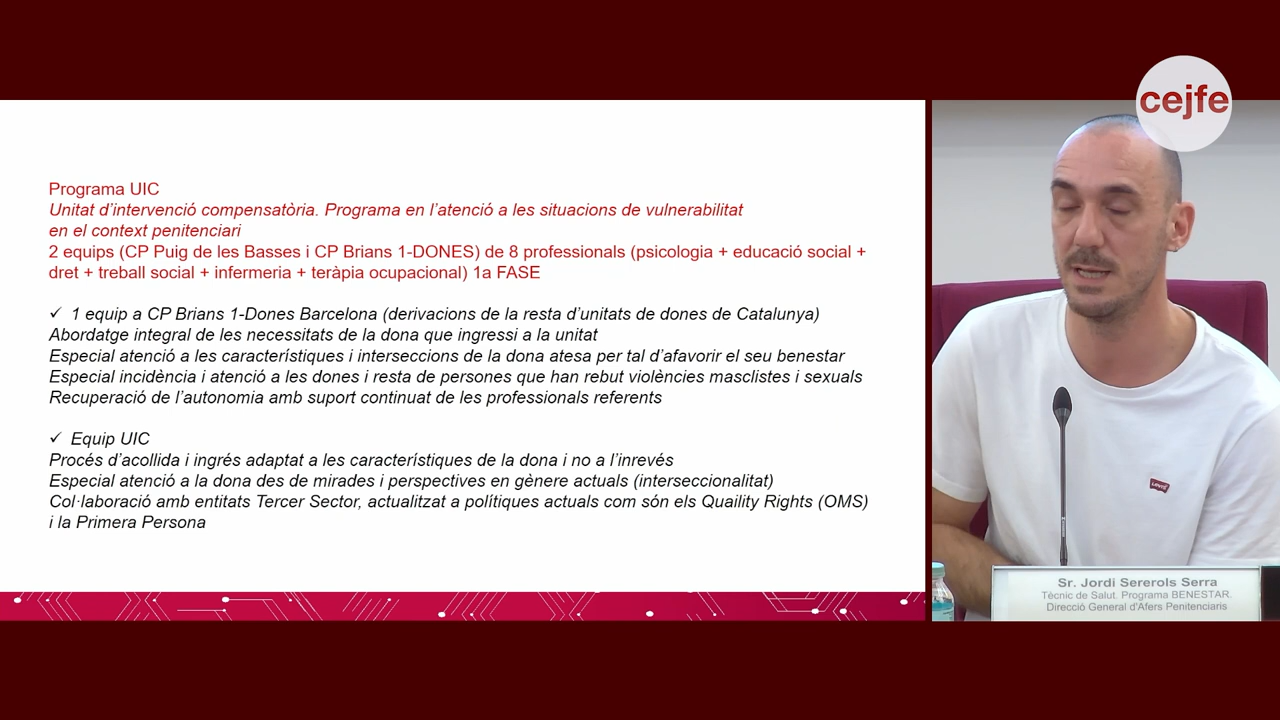 cejfe
Programa UIC
Unitat d'intervenció compensatòria. Programa en l'atenció a les situacions de vulnerabilitat
en el context penitenciari
2 equips (CP Puig de les Basses i CP Brians 1-DONES) de 8 professionals (psicologia + educació social +
dret + treball social + infermeria + teràpia ocupacional) 1a FASE
✓ 1 equip a CP Brians 1-Dones Barcelona (derivacions de la resta d'unitats de dones de Catalunya)
Abordatge integral de les necessitats de la dona que ingressi a la unitat
Especial atenció a les característiques i interseccions de la dona atesa per tal d'afavorir el seu benestar
Especial incidència i atenció a les dones i resta de persones que han rebut violències masclistes i sexuals
Recuperació de l'autonomia amb suport continuat de les professionals referents
✓ Equip UIC
Procés d'acollida i ingrés adaptat a les característiques de la dona i no a l'inrevés
Especial atenció a la dona des de mirades i perspectives en gènere actuals (interseccionalitat)
Col·laboració amb entitats Tercer Sector, actualitzat a polítiques actuals com són els Quaility Rights (OMS)
i la Primera Persona
Levi's
Sr. Jordi Sererols Serra
Tècnic de Salut. Programa BENESTAR.
Direcció General d'Afers Penitenciaris